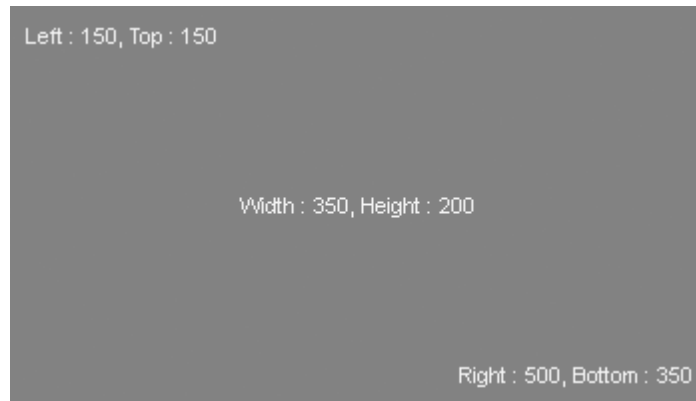 Left : 150, Top : 150
Width : 350, Height : 200
Right : 500, Bottom : 350